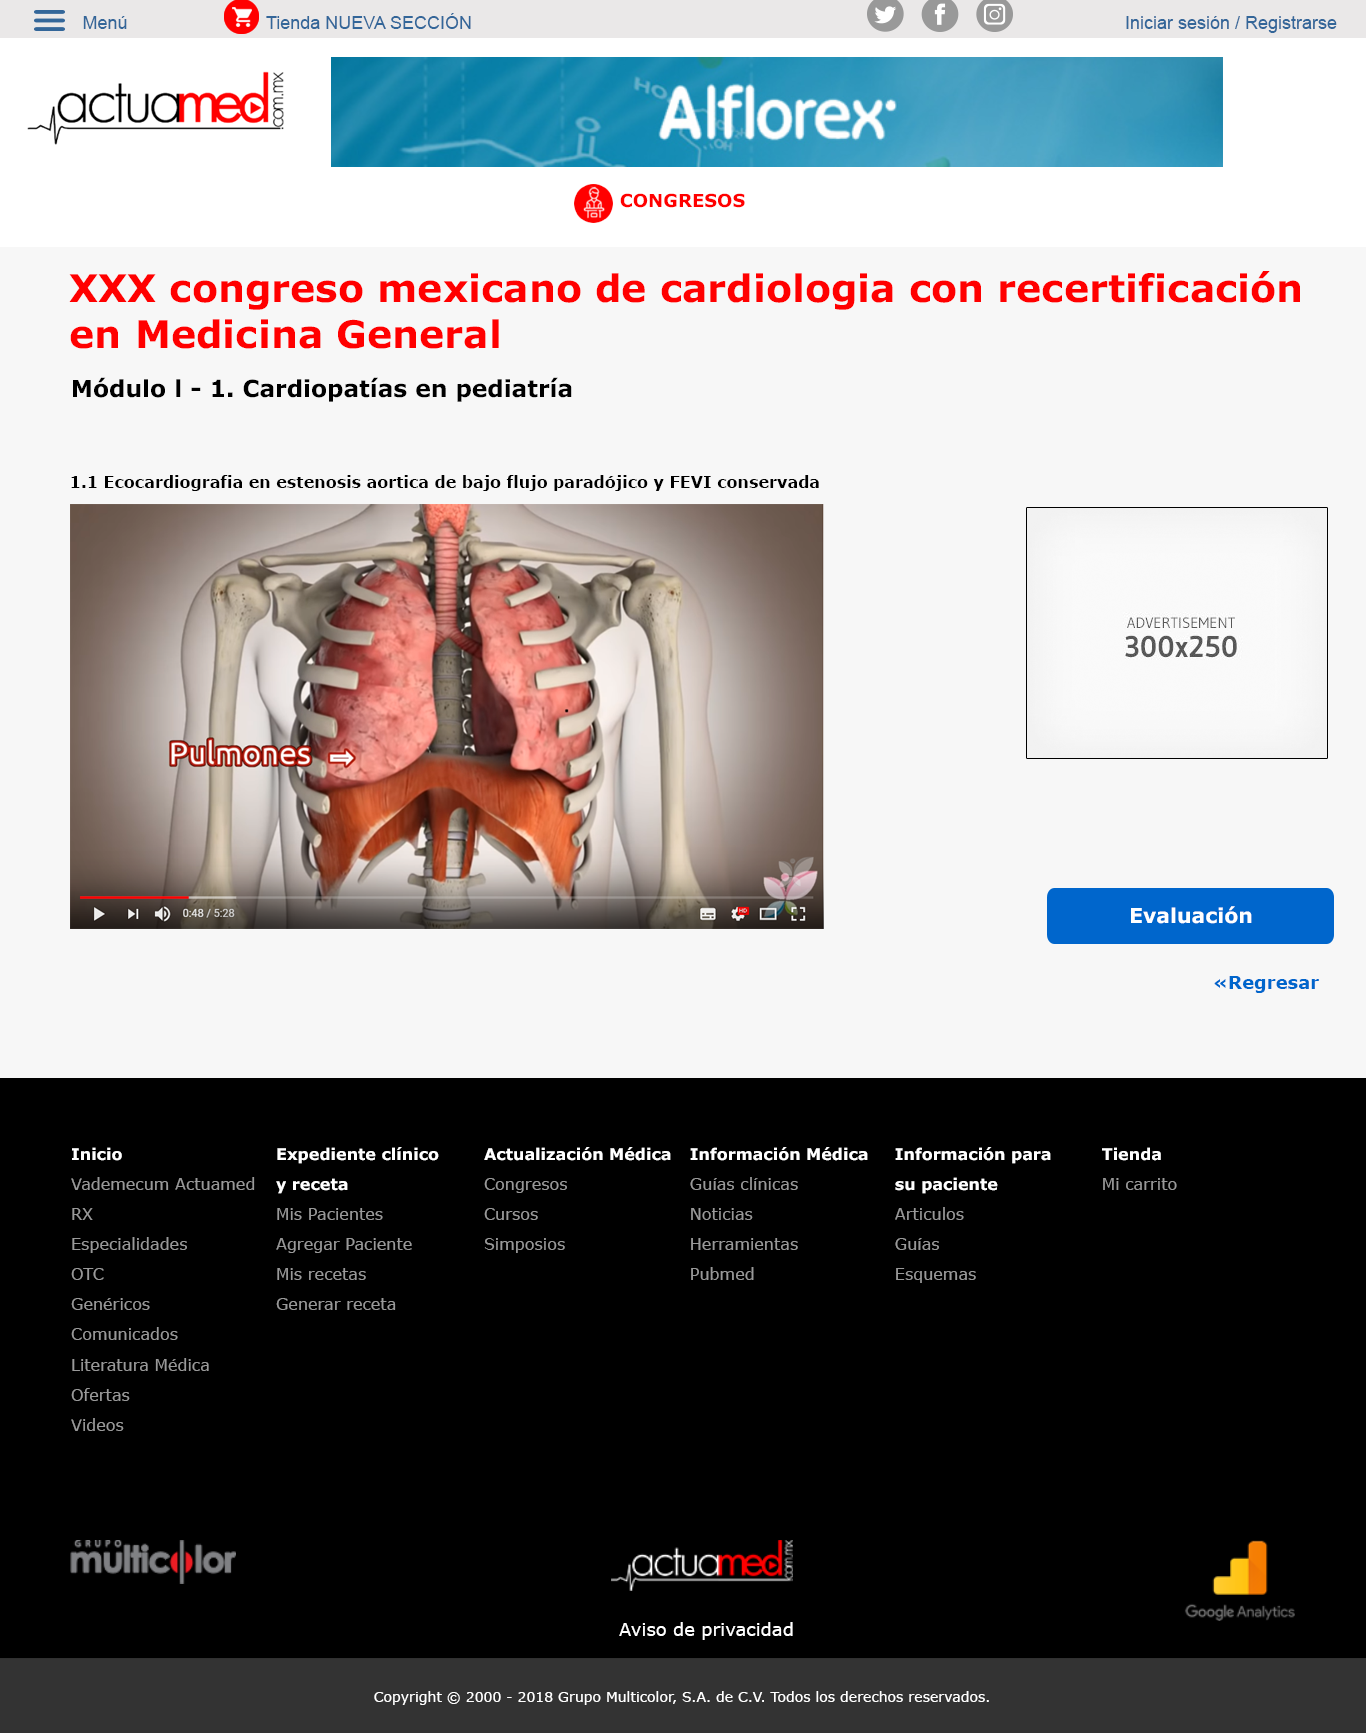 Menú
Tienda NUEVA SECCIÓN
Iniciar sesión / Registrarse
actuamed.com.mx
HO
HO
Alflorex
CONGRESOS
XXX congreso mexicano de cardiologia con recertificación
en Medicina General
Módulo l - 1. Cardiopatías en pediatría
1.1 Ecocardiografia en estenosis aortica de bajo flujo paradójico y FEVI conservada
Pulmones
0:48 / 5:28
HD
ADVERTISEMENT
300x250
Evaluación
«Regresar
Inicio
Vademecum Actuamed
RX
Especialidades
OTC
Genéricos
Comunicados
Literatura Médica
Ofertas
Videos
Expediente clínico
y receta
Mis Pacientes
Agregar Paciente
Mis recetas
Generar receta
Actualización Médica
Congresos
Cursos
Simposios
Información Médica
Guías clínicas
Noticias
Herramientas
Pubmed
Información para
su paciente
Articulos
Guías
Esquemas
Tienda
Mi carrito
GRUPO
multicolor
actuamed.com.mx
Google Analytics
Aviso de privacidad
Copyright © 2000 - 2018 Grupo Multicolor, S.A. de C.V. Todos los derechos reservados.